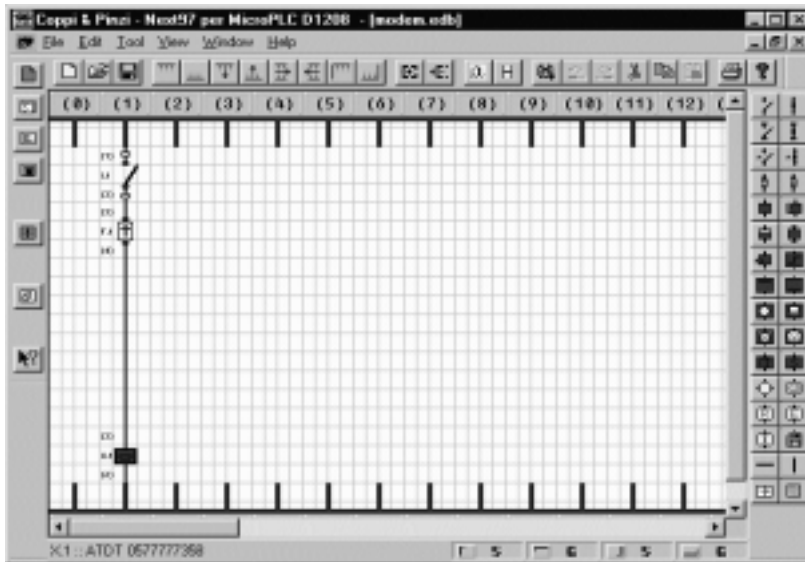 Coppi & Pinzi - Next97 per MicroPLC D1208 - [modem.edb]
File Edit Tool View Window Help
(0) (1) (2) (3) (4) (5) (6) (7) (8) (9) (10) (11) (12) (
X.1 :: ATDT 0577777358
5 6 5 6